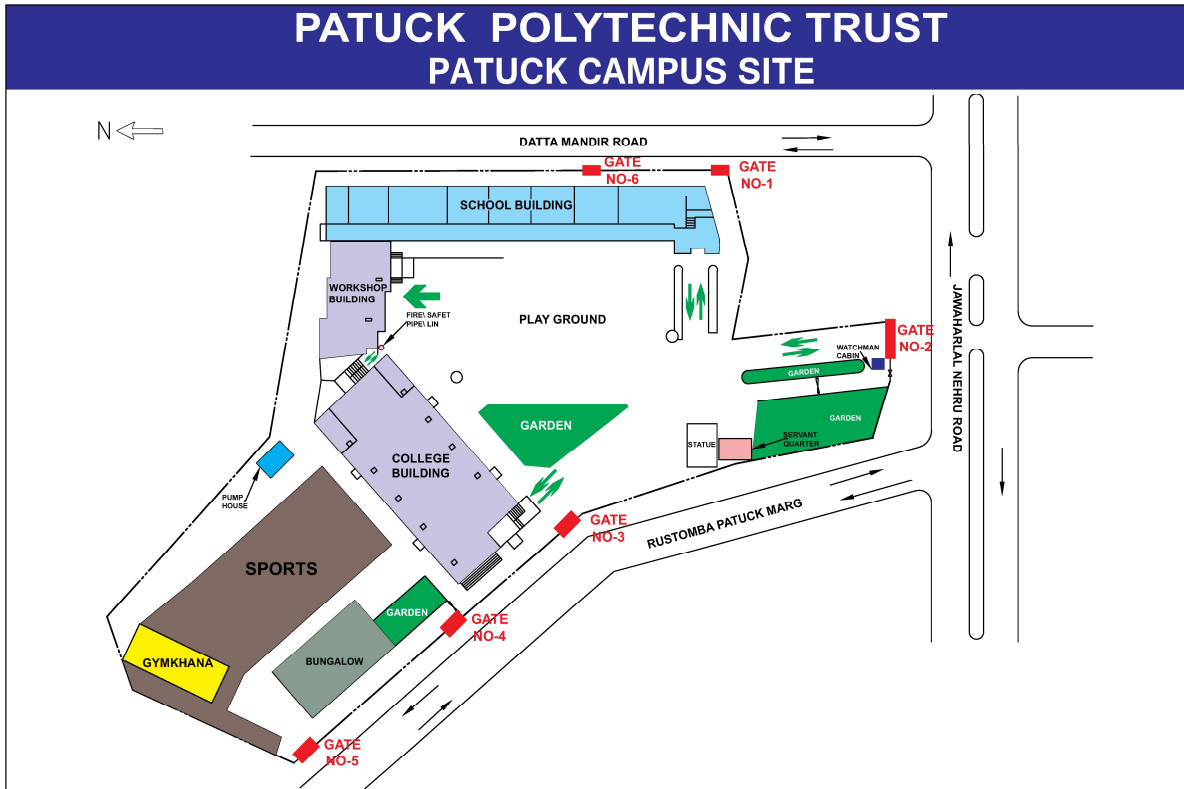 PATUCK POLYTECHNIC TRUST
PATUCK CAMPUS SITE
N
DATTA MANDIR ROAD
GATE
NO-6
GATE
NO-1
SCHOOL BUILDING
WORKSHOP
BUILDING
FIRE\ SAFET
PIPE\ LIN
PLAY GROUND
GATE
NO-2
WATCHMAN
CABIN
JAWAHARLAL NEHRU ROAD
GARDEN
GARDEN
GARDEN
STATUE
SERVANT
QUARTER
COLLEGE
BUILDING
PUMP
HOUSE
GATE
NO-3
RUSTOMBA PATUCK MARG
SPORTS
GARDEN
GATE
NO-4
GYMKHANA
BUNGALOW
GATE
NO-5